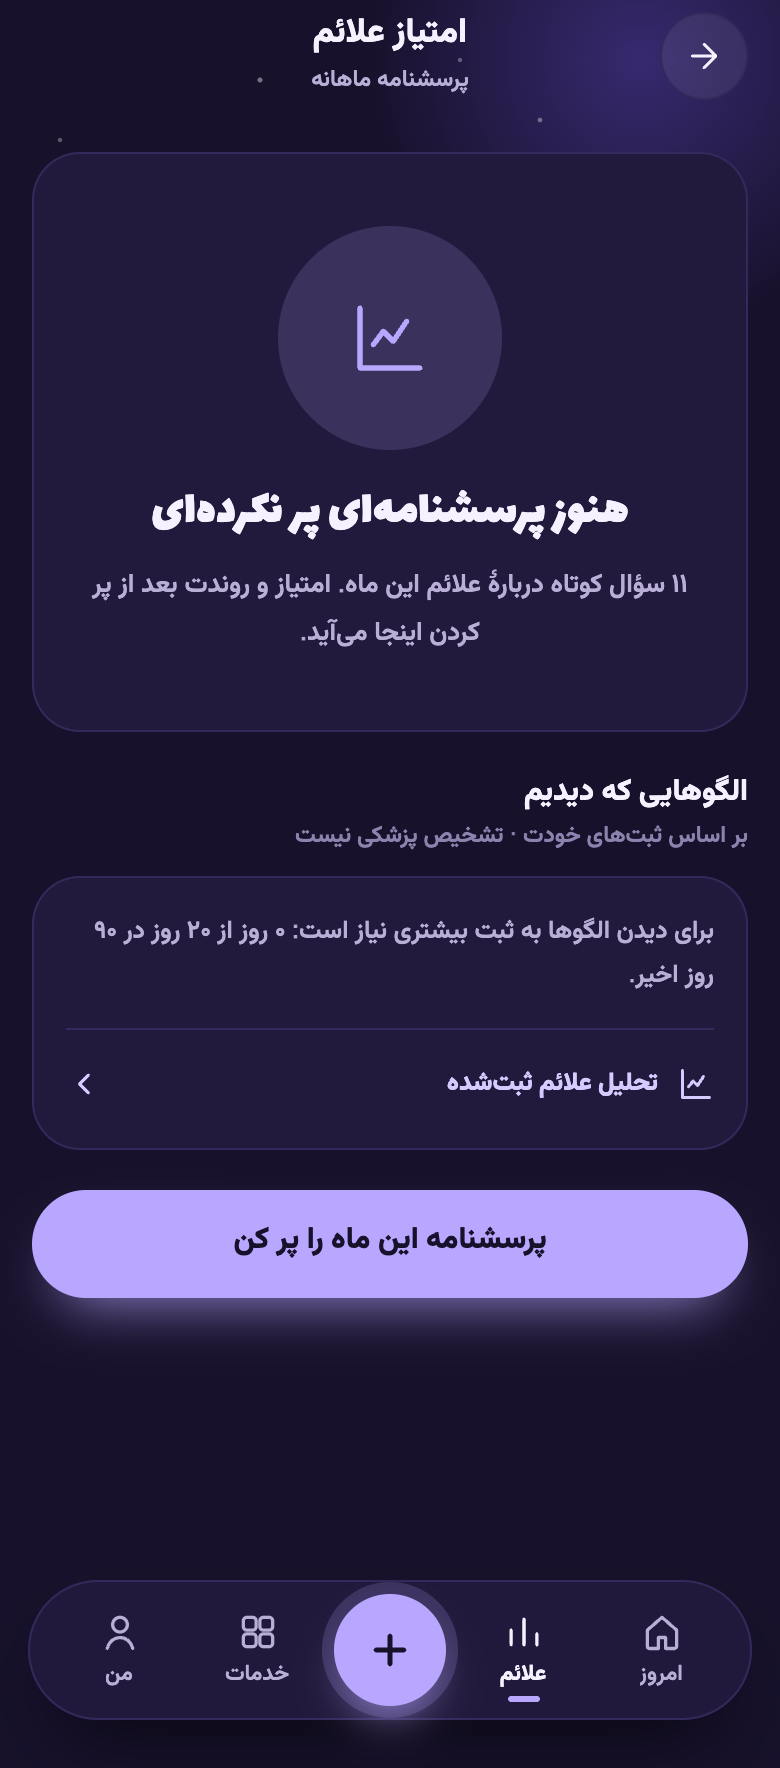 امتیاز علائم
پرسشنامه ماهانه
هنوز پرسشنامه‌ای پر نکرده‌ای
۱۱ سؤال کوتاه دربارهٔ علائم این ماه. امتیاز و روندت بعد از پر
کردن اینجا می‌آید.
الگوهایی که دیدیم
بر اساس ثبت‌های خودت · تشخیص پزشکی نیست
برای دیدن الگوها به ثبت بیشتری نیاز است: ۰ روز از ۲۰ روز در ۹۰
روز اخیر.
تحلیل علائم ثبت‌شده
پرسشنامه این ماه را پر کن
امروز
علائم
خدمات
من